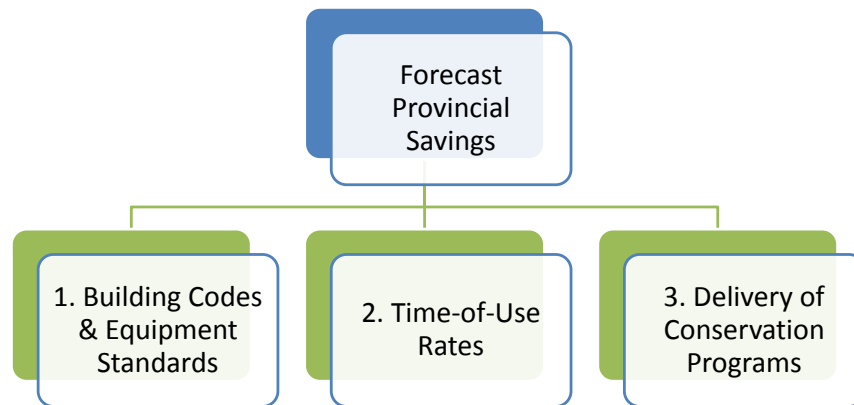 Forecast
Provincial
Savings
1. Building Codes
& Equipment
Standards
2. Time-of-Use
Rates
3. Delivery of
Conservation
Programs